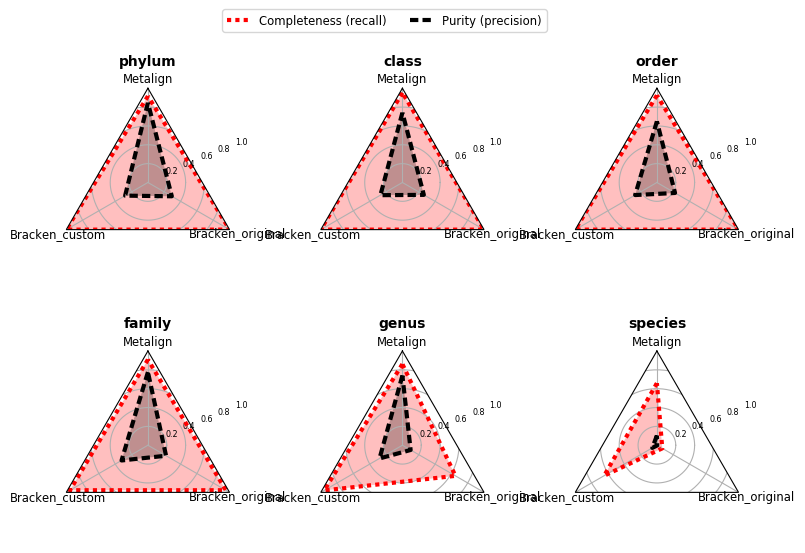 Completeness (recall) Purity (precision)
phylum class order
Metalign Metalign Metalign
1.0 1.0 1.0
0.8 0.8 0.8
0.6 0.6 0.6
0.4 0.4 0.4
0.2 0.2 0.2
Bracken_custom Bracken_original Bracken_custom Bracken_original Bracken_custom Bracken_original
family genus species
Metalign Metalign Metalign
1.0 1.0 1.0
0.8 0.8 0.8
0.6 0.6 0.6
0.4 0.4 0.4
0.2 0.2 0.2
Bracken_custom Bracken_original Bracken_custom Bracken_original Bracken_custom Bracken_original